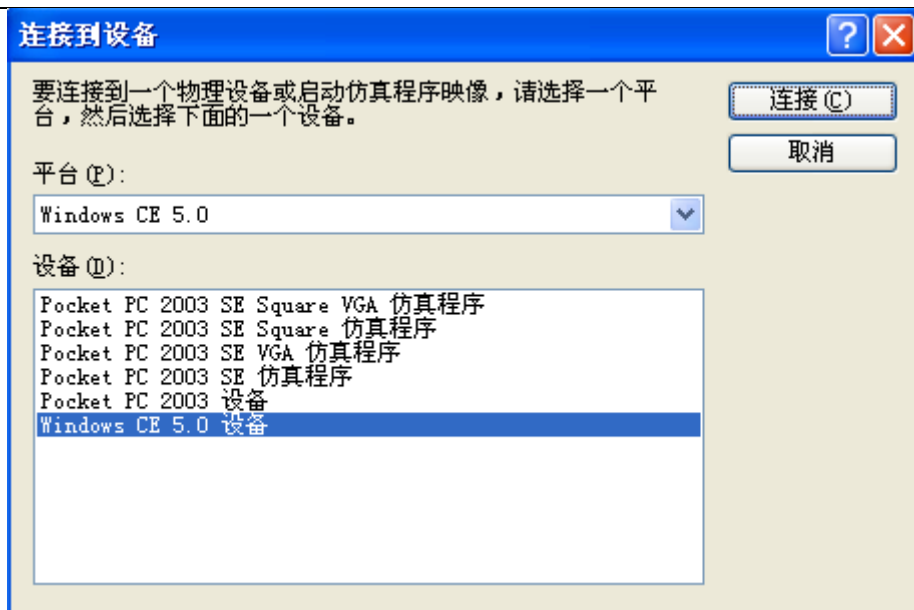 连接到设备
要连接到一个物理设备或启动仿真程序映像，请选择一个平
台，然后选择下面的一个设备。
连接(C)
取消
平台(P):
Windows CE 5.0
设备(D):
Pocket PC 2003 SE Square VGA 仿真程序
Pocket PC 2003 SE Square 仿真程序
Pocket PC 2003 SE VGA 仿真程序
Pocket PC 2003 SE 仿真程序
Pocket PC 2003 设备
Windows CE 5.0 设备